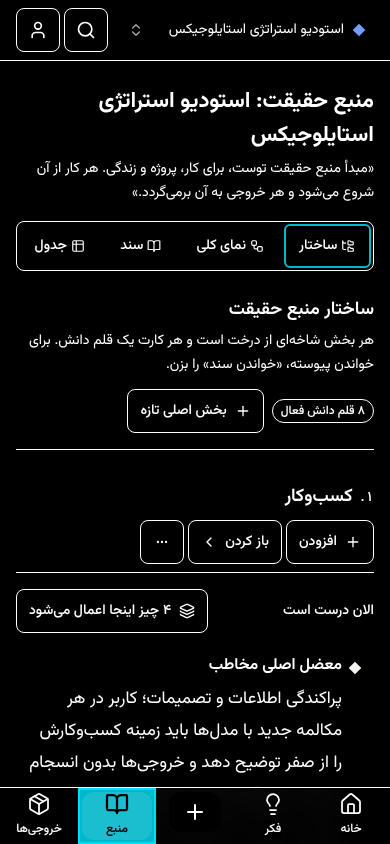 استودیو استراتژی استایلوجیکس
منبع حقیقت: استودیو استراتژی
استایلوجیکس
«مبدأ منبع حقیقت توست، برای کار، پروژه و زندگی. هر کار از آن
شروع می‌شود و هر خروجی به آن برمی‌گردد.»
ساختار
نمای کلی
سند
جدول
ساختار منبع حقیقت
هر بخش شاخه‌ای از درخت است و هر کارت یک قلم دانش. برای
خواندن پیوسته، «خواندن سند» را بزن.
۸ قلم دانش فعال
بخش اصلی تازه
۱. کسب‌وکار
افزودن
باز کردن
الان درست است
۴ چیز اینجا اعمال می‌شود
معضل اصلی مخاطب
پراکندگی اطلاعات و تصمیمات؛ کاربر در هر
مکالمه جدید با مدل‌ها باید زمینه کسب‌وکارش
را از صفر توضیح دهد و خروجی‌ها بدون انسجام
خانه
فکر
منبع
خروجی‌ها